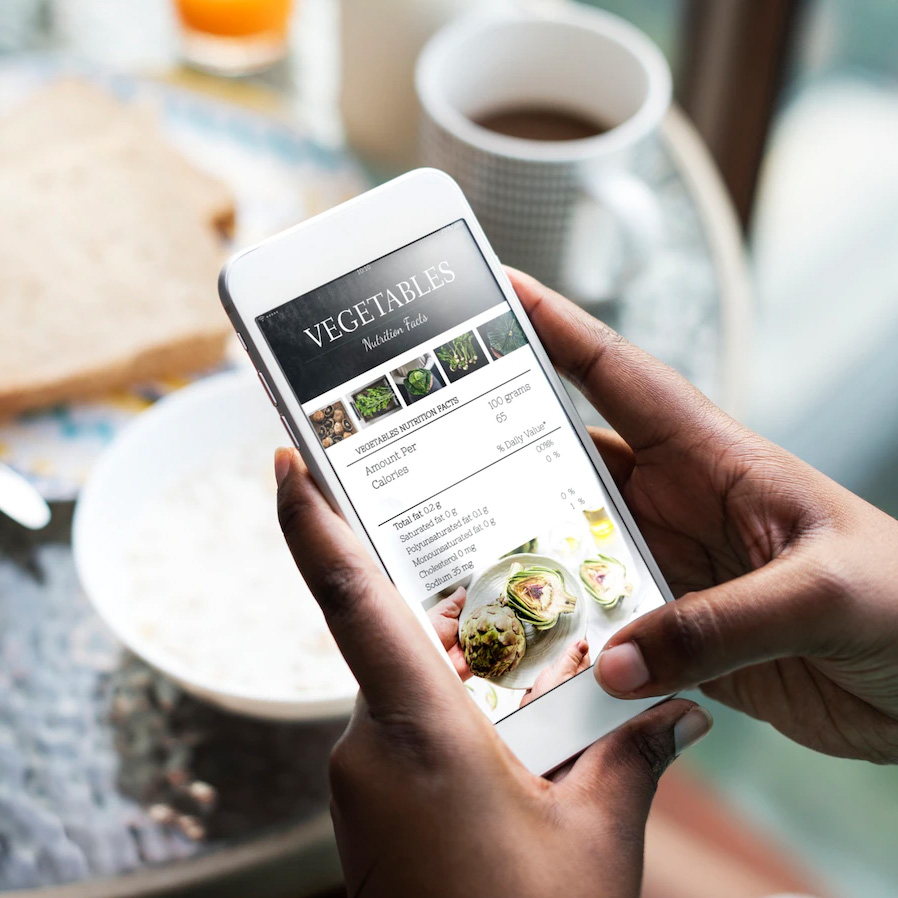 10:10
VEGETABLES
Nutrition Facts
VEGETABLES NUTRITION FACTS
Amount Per 100 grams
Calories 65
% Daily Value*
Total fat 0.2 g 00%
Saturated fat 0 g 0 %
Polyunsaturated fat 0.1 g
Monounsaturated fat 0 g
Cholesterol 0 mg 0 %
Sodium 35 mg 1 %